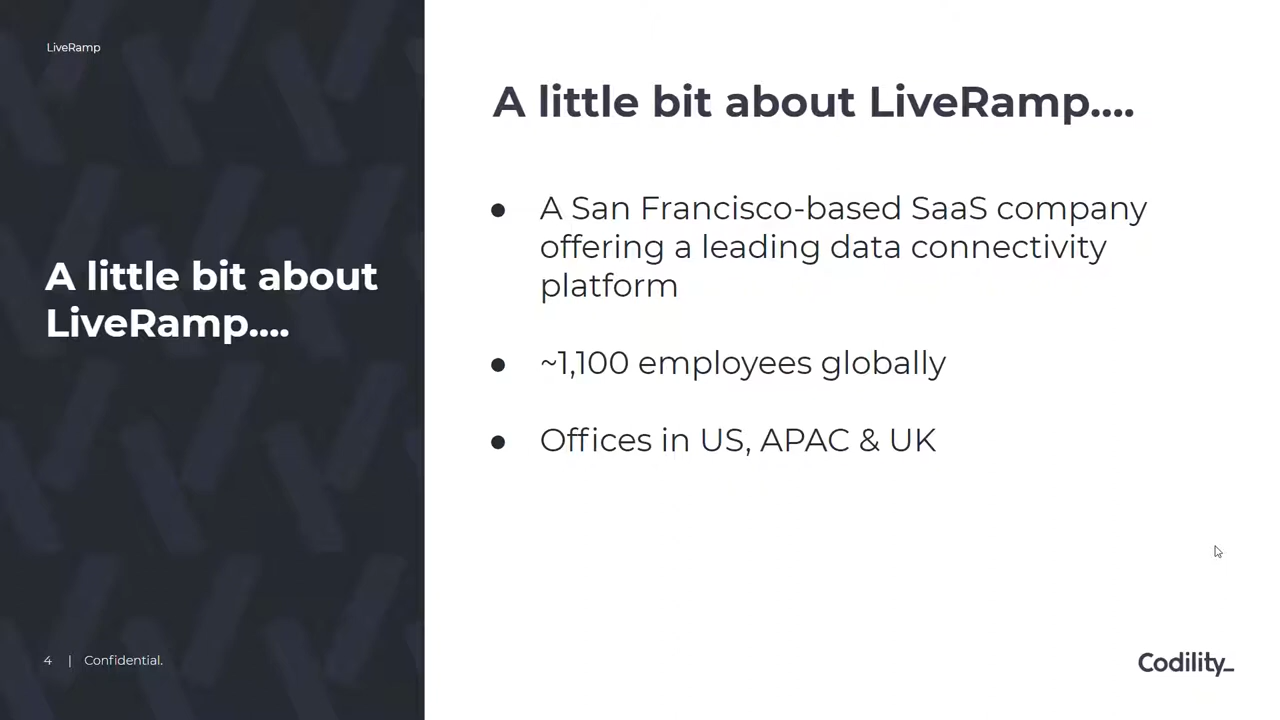 LiveRamp
A little bit about
LiveRamp....
A little bit about LiveRamp....
● A San Francisco-based SaaS company
offering a leading data connectivity
platform
● ~1,100 employees globally
● Offices in US, APAC & UK
4 | Confidential.
Codility_